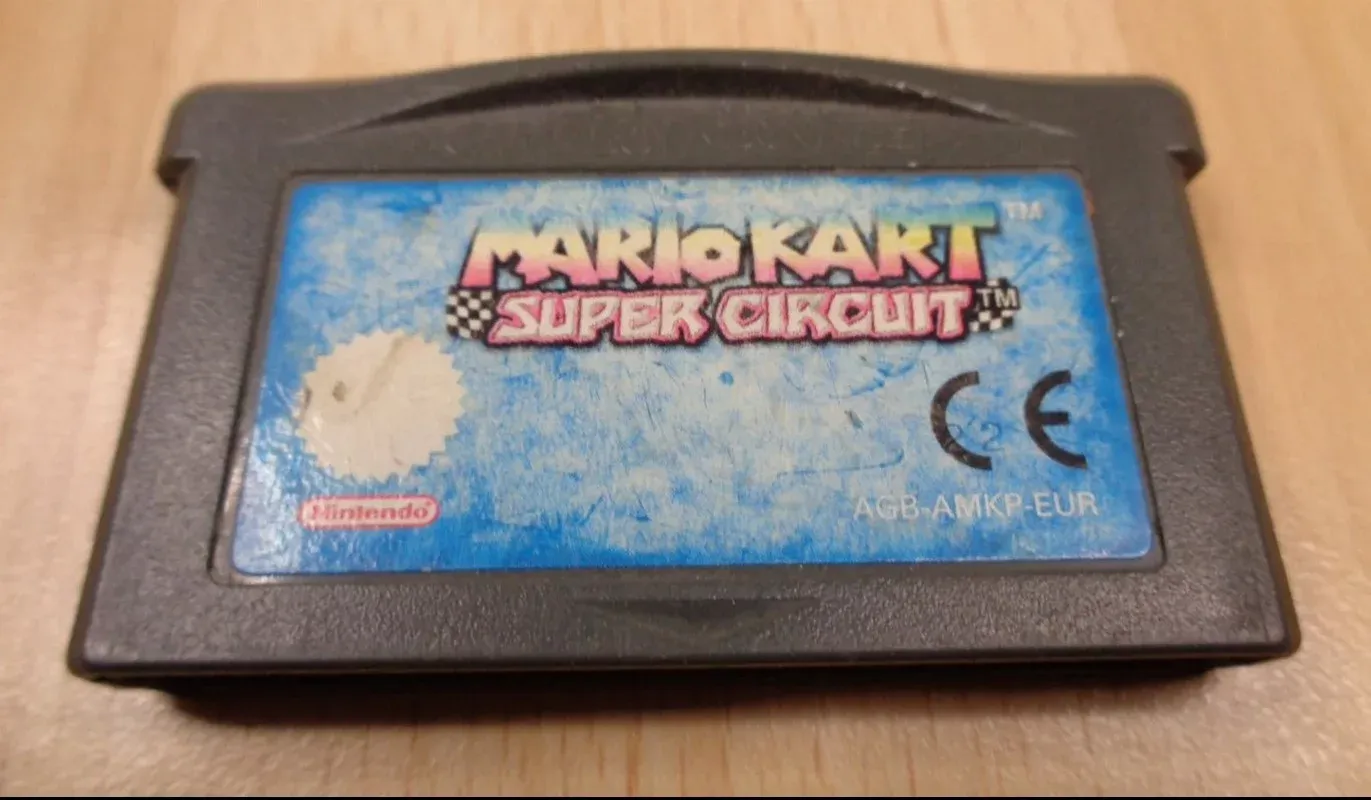 MARIO KART™
SUPER CIRCUIT™
CE
Nintendo®
AGB-AMKP-EUR